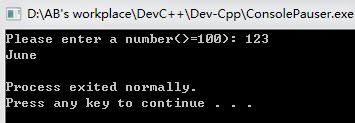 D:\AB's workplace\DevC++\Dev-Cpp\ConsolePauser.exe
Please enter a number(>=100): 123
June
Process exited normally.
Press any key to continue . . .